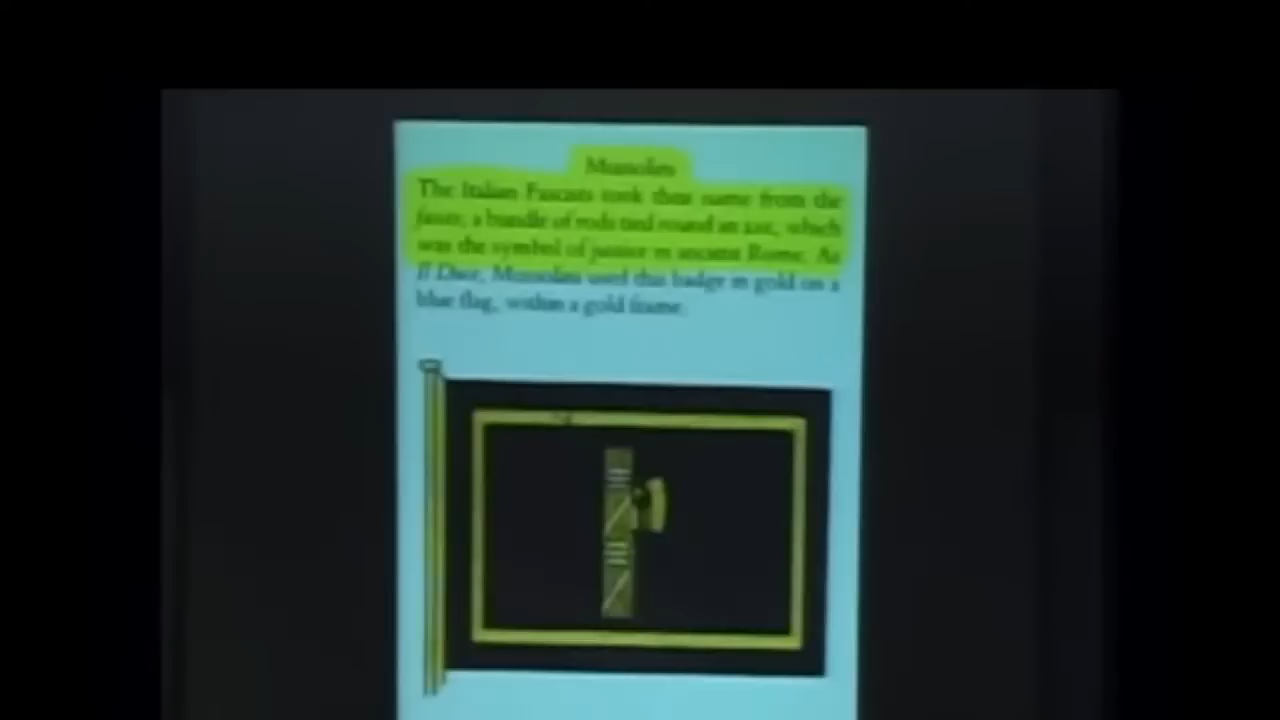 Mussolini
The Italian Fascists took their name from the
fasces, a bundle of rods tied round an axe, which
was the symbol of justice in ancient Rome. As
Il Duce, Mussolini used this badge in gold on a
blue flag, within a gold frame.